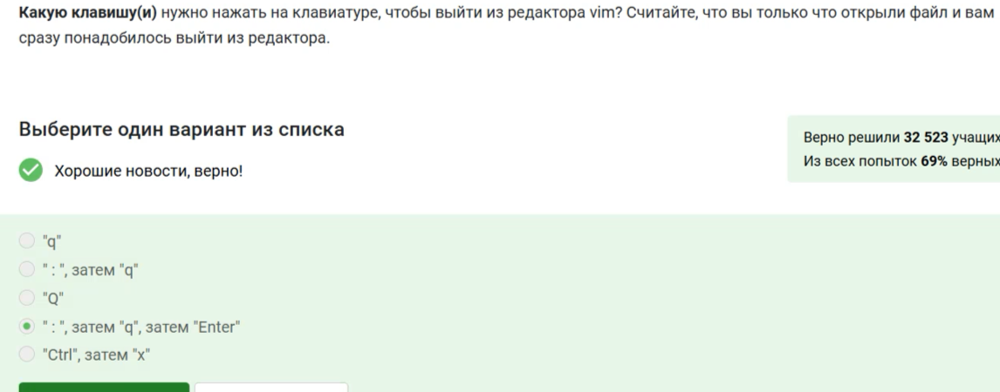 Какую клавишу(и) нужно нажать на клавиатуре, чтобы выйти из редактора vim? Считайте, что вы только что открыли файл и вам
сразу понадобилось выйти из редактора.
Выберите один вариант из списка
Верно решили 32 523 учащих
Из всех попыток 69% верных
Хорошие новости, верно!
"q"
" : ", затем "q"
"Q"
" : ", затем "q", затем "Enter"
"Ctrl", затем "x"